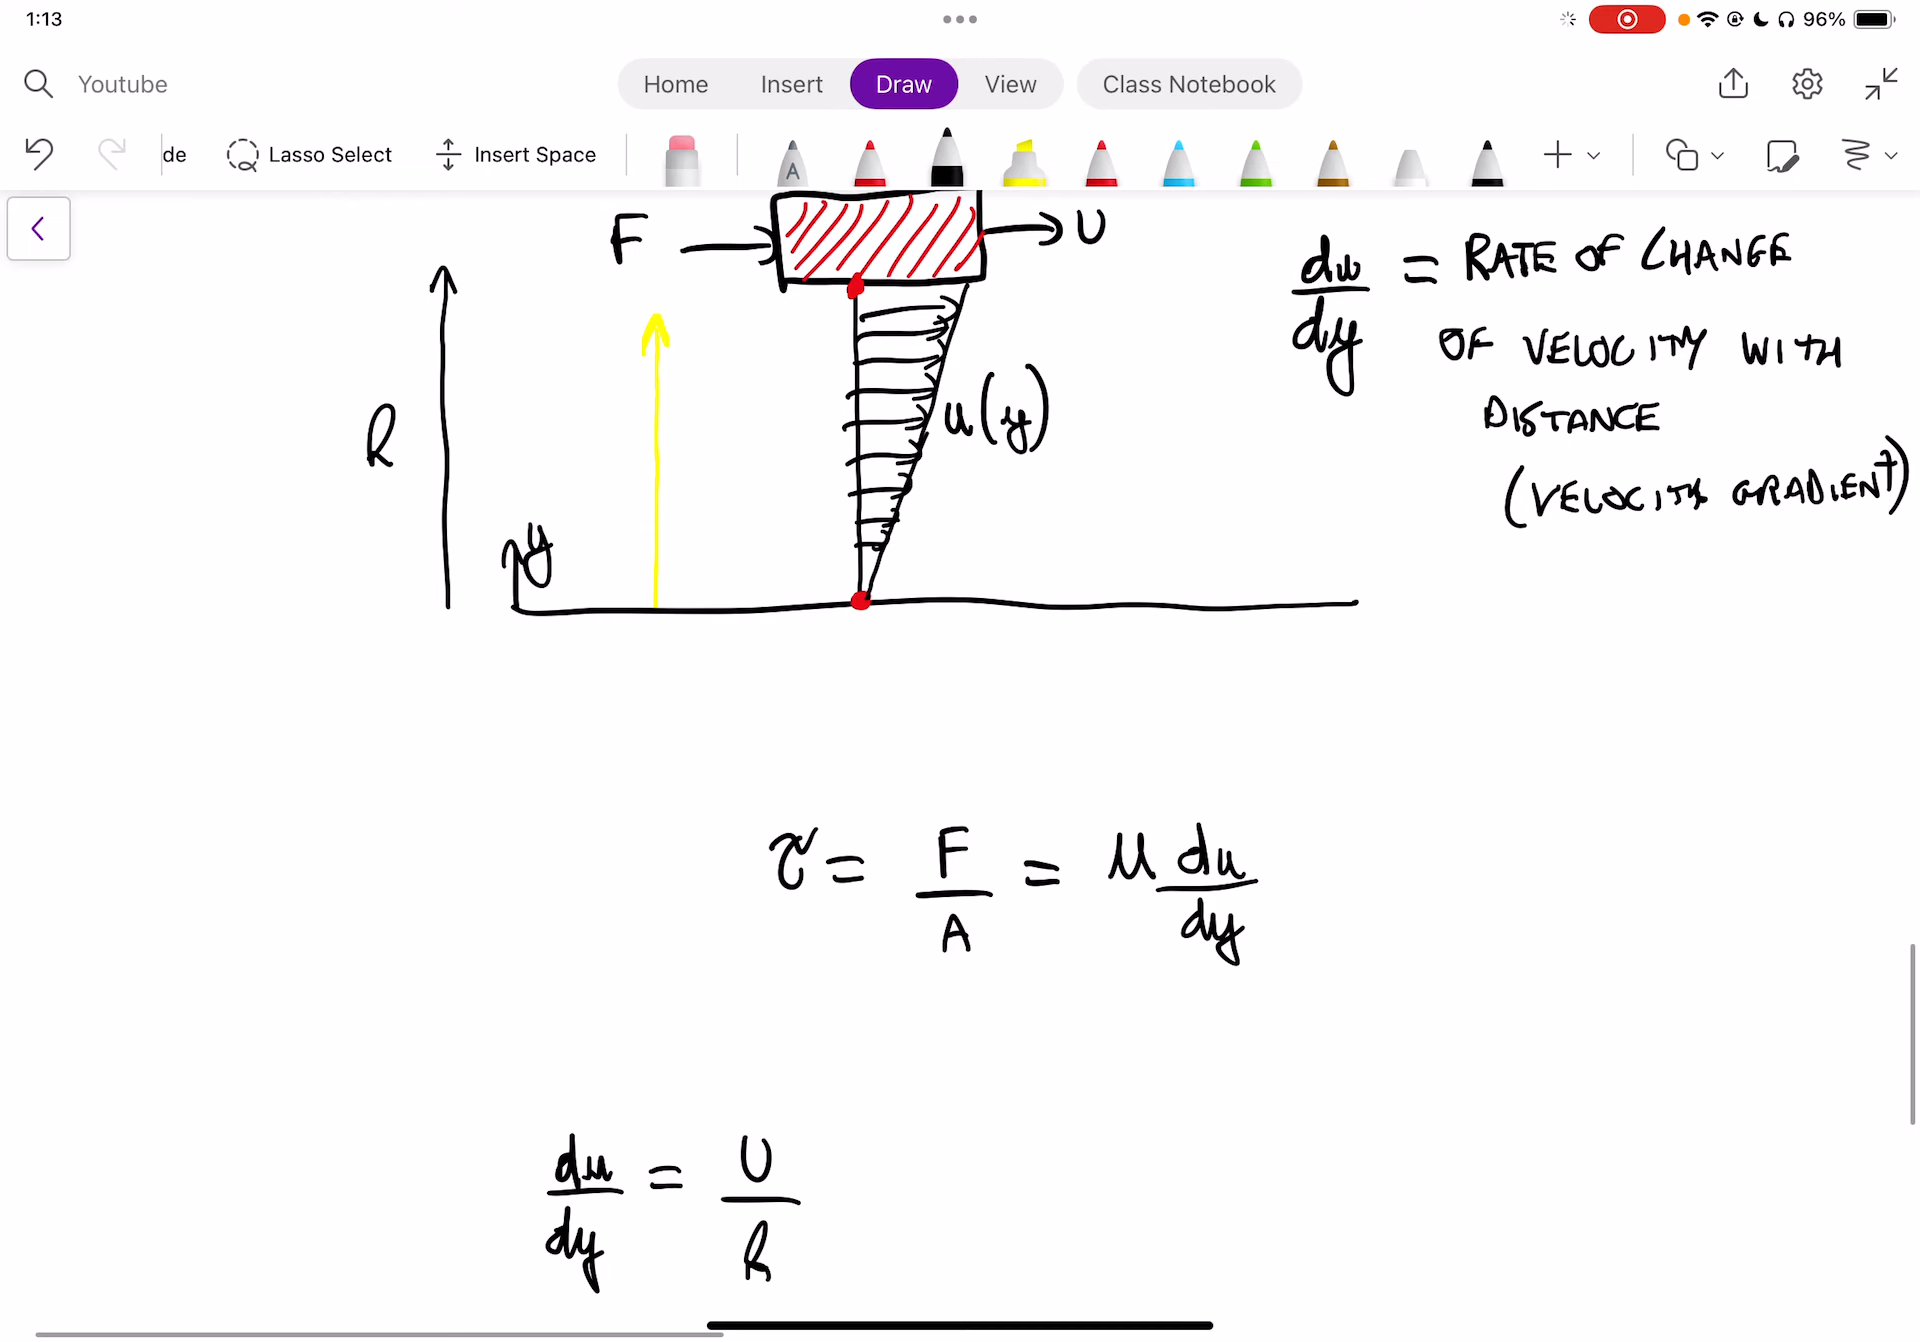 1:13
96%
Youtube
Home Insert Draw View Class Notebook
de Lasso Select Insert Space
A
F
U
du/dy = RATE OF CHANGE
OF VELOCITY WITH
DISTANCE
(VELOCITY GRADIENT)
h
u(y)
y
τ = F/A = μ du/dy
du/dy = U/h